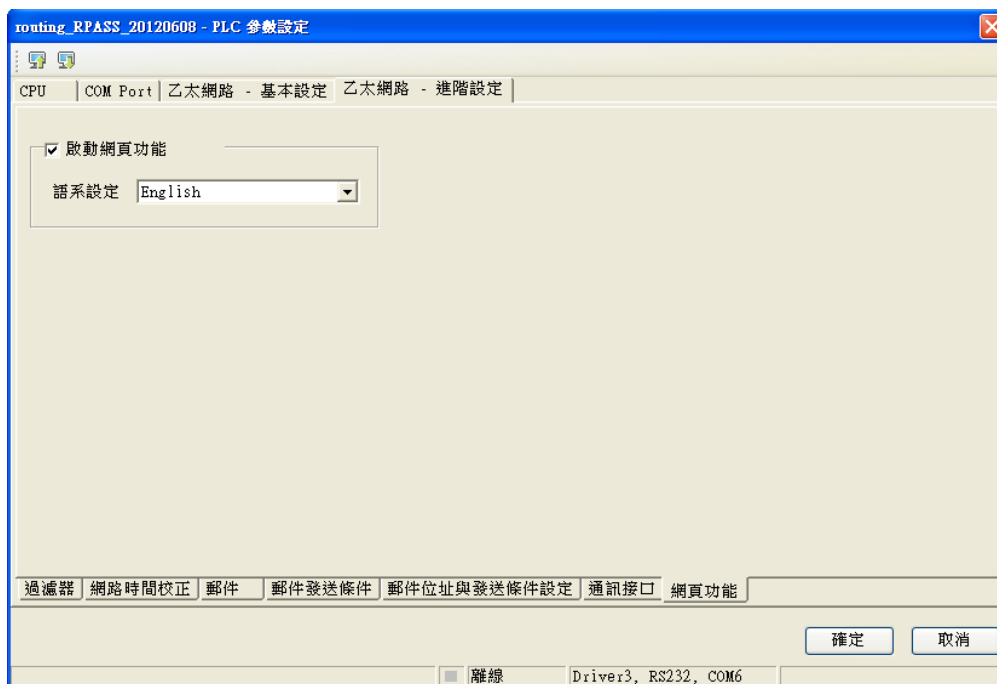 routing_RPASS_20120608 - PLC 參數設定
CPU COM Port 乙太網路 - 基本設定 乙太網路 - 進階設定
啟動網頁功能
語系設定 English
過濾器 網路時間校正 郵件 郵件發送條件 郵件位址與發送條件設定 通訊接口 網頁功能
確定 取消
離線 Driver3, RS232, COM6